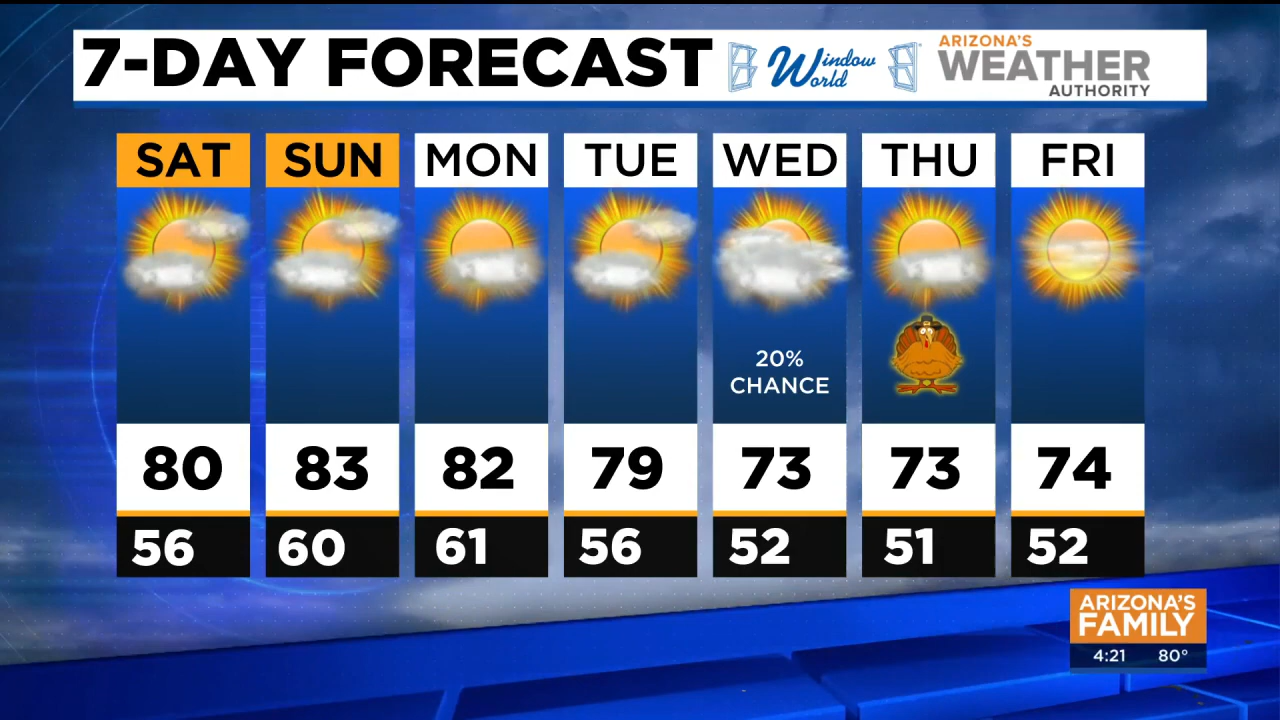 7-DAY FORECAST
Window World
ARIZONA'S
WEATHER
AUTHORITY
SAT SUN MON TUE WED THU FRI
20%
CHANCE
80 83 82 79 73 73 74
56 60 61 56 52 51 52
ARIZONA'S
FAMILY
4:21 80°